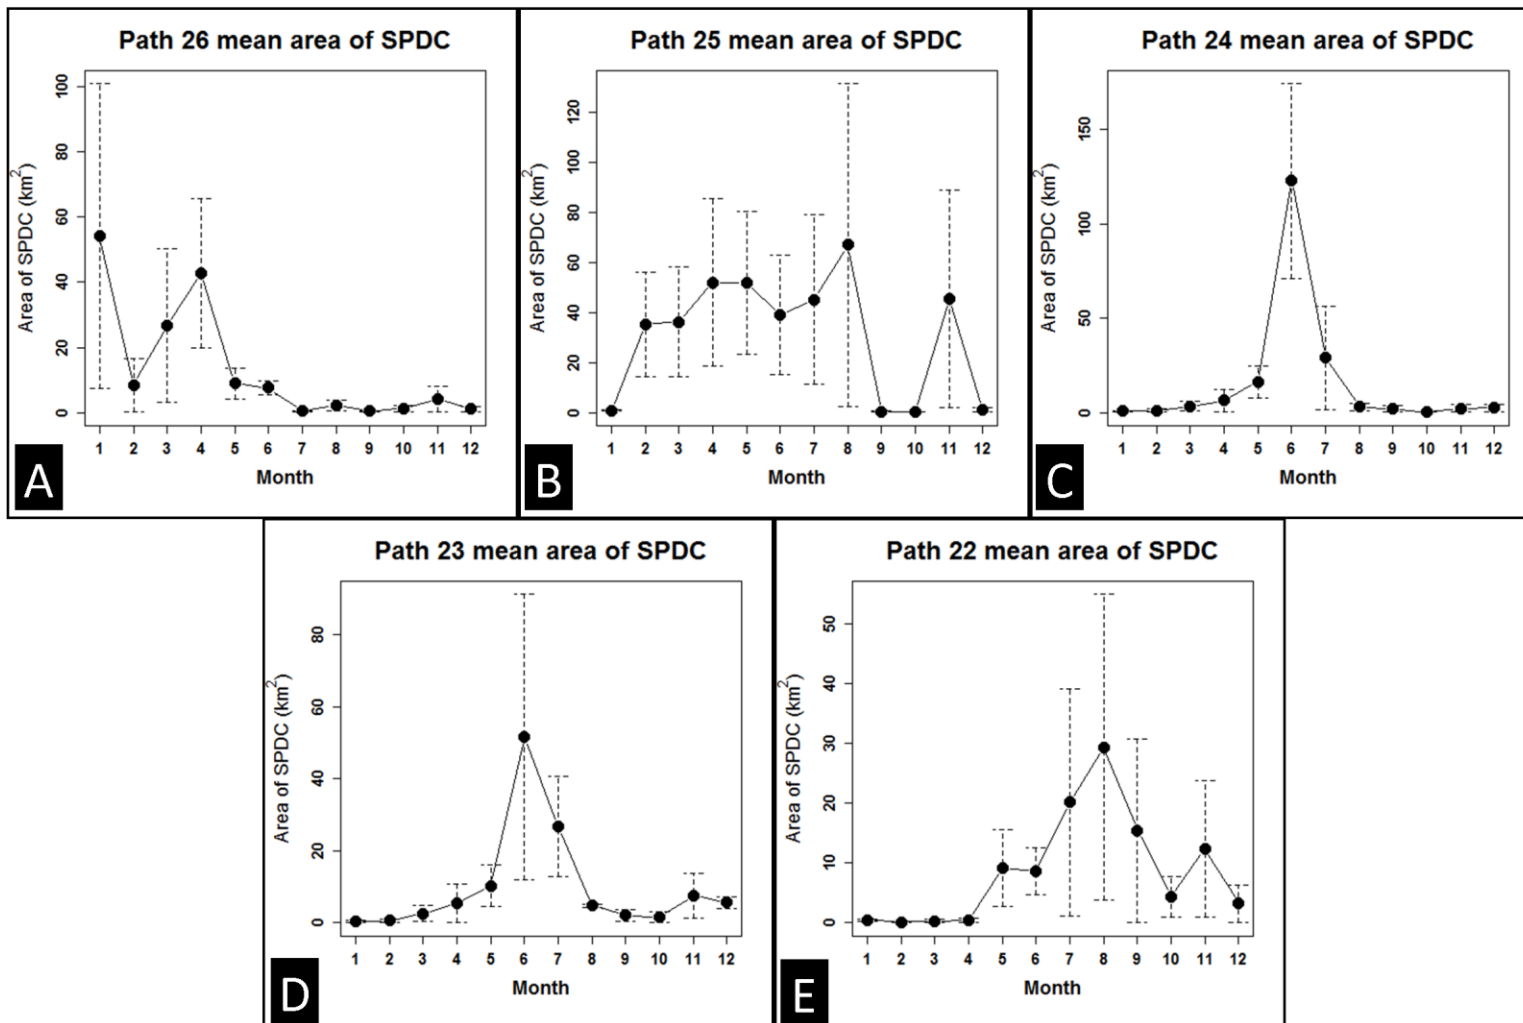 Path 26 mean area of SPDC
Area of SPDC (km²)
0 20 40 60 80 100
1 2 3 4 5 6 7 8 9 10 11 12
Month
A
Path 25 mean area of SPDC
Area of SPDC (km²)
0 20 40 60 80 100 120
1 2 3 4 5 6 7 8 9 10 11 12
Month
B
Path 24 mean area of SPDC
Area of SPDC (km²)
0 50 100 150
1 2 3 4 5 6 7 8 9 10 11 12
Month
C
Path 23 mean area of SPDC
Area of SPDC (km²)
0 20 40 60 80
1 2 3 4 5 6 7 8 9 10 11 12
Month
D
Path 22 mean area of SPDC
Area of SPDC (km²)
0 10 20 30 40 50
1 2 3 4 5 6 7 8 9 10 11 12
Month
E